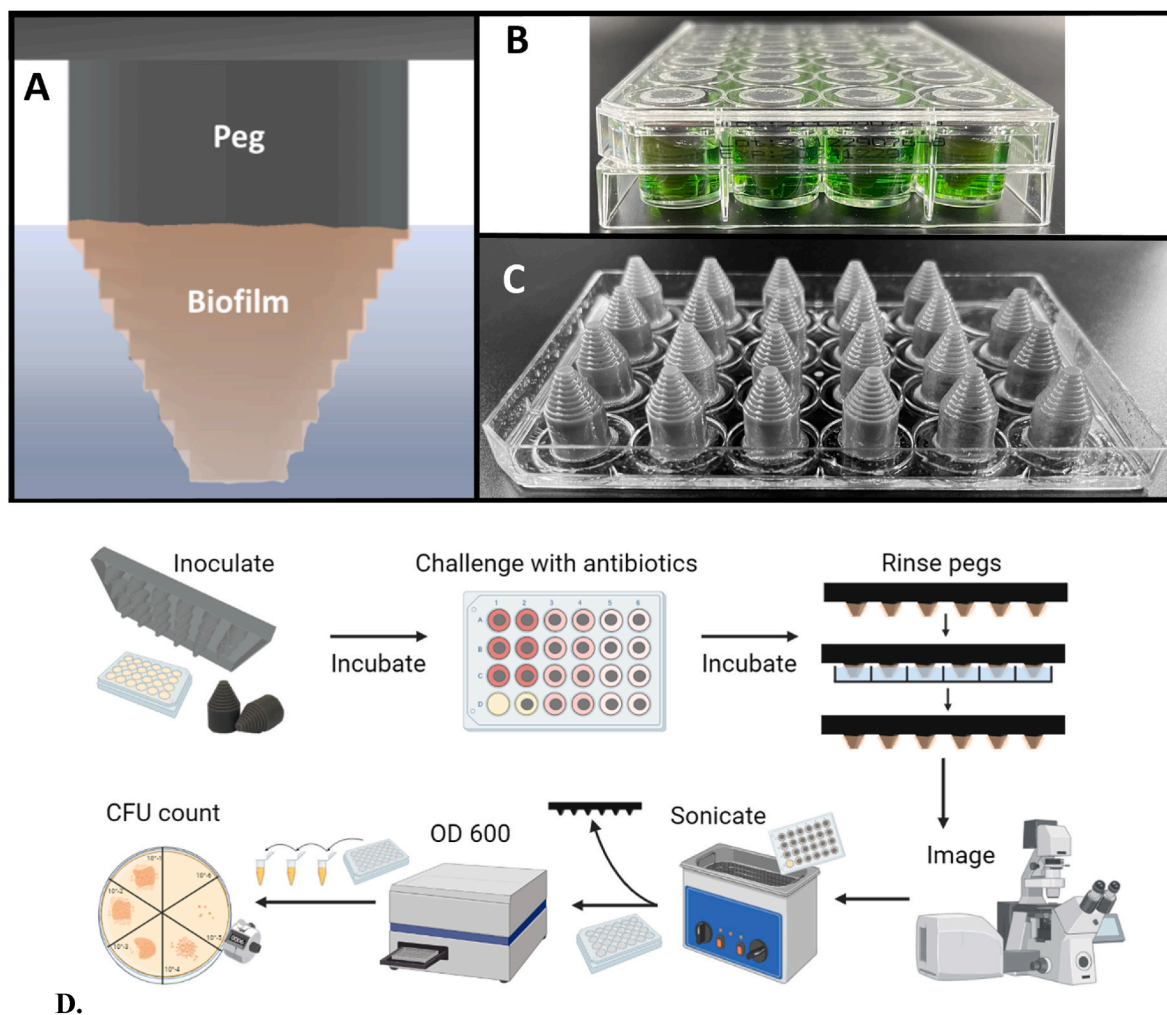 A
Peg
Biofilm
B
C
Inoculate
Incubate
Challenge with antibiotics
1 2 3 4 5 6
A
B
C
D
Incubate
Rinse pegs
Image
Sonicate
OD 600
CFU count
10^-1
10^-2
10^-3
10^-4
10^-5
10^-6
D.